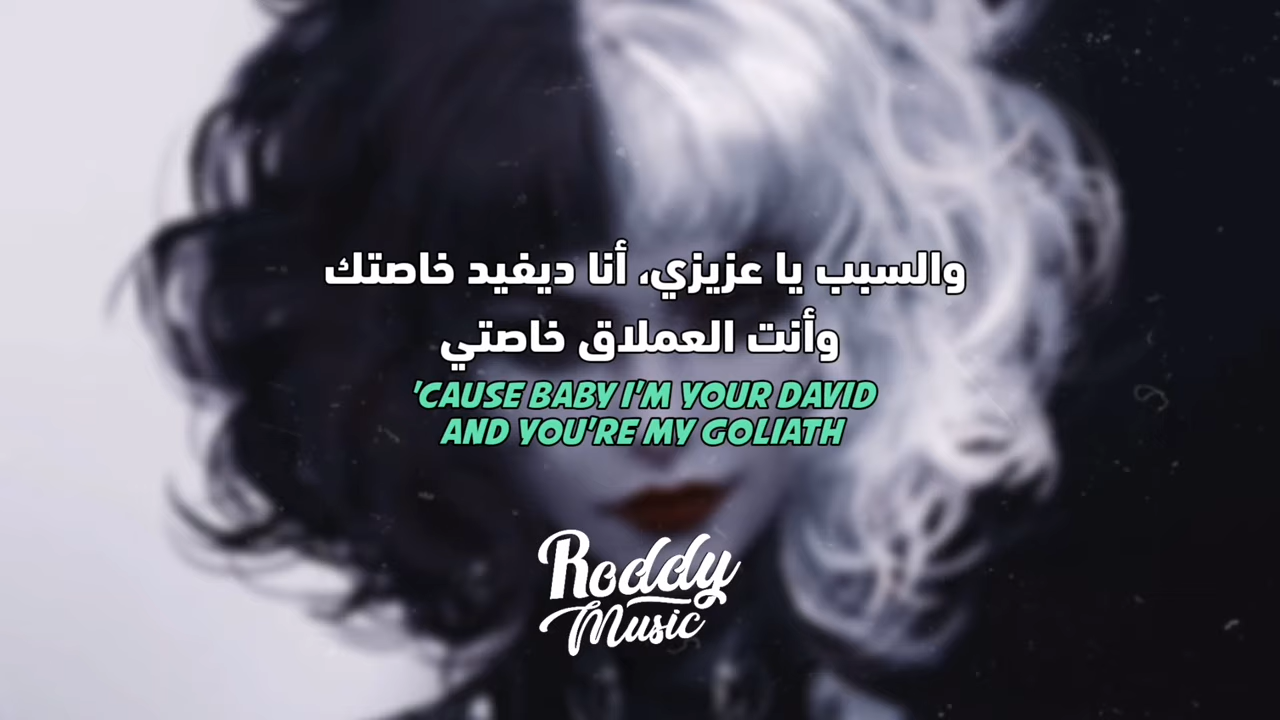 والسبب يا عزيزي، أنا ديفيد خاصتك
وأنت العملاق خاصتي
'CAUSE BABY I'M YOUR DAVID
AND YOU'RE MY GOLIATH
Roddy
Music